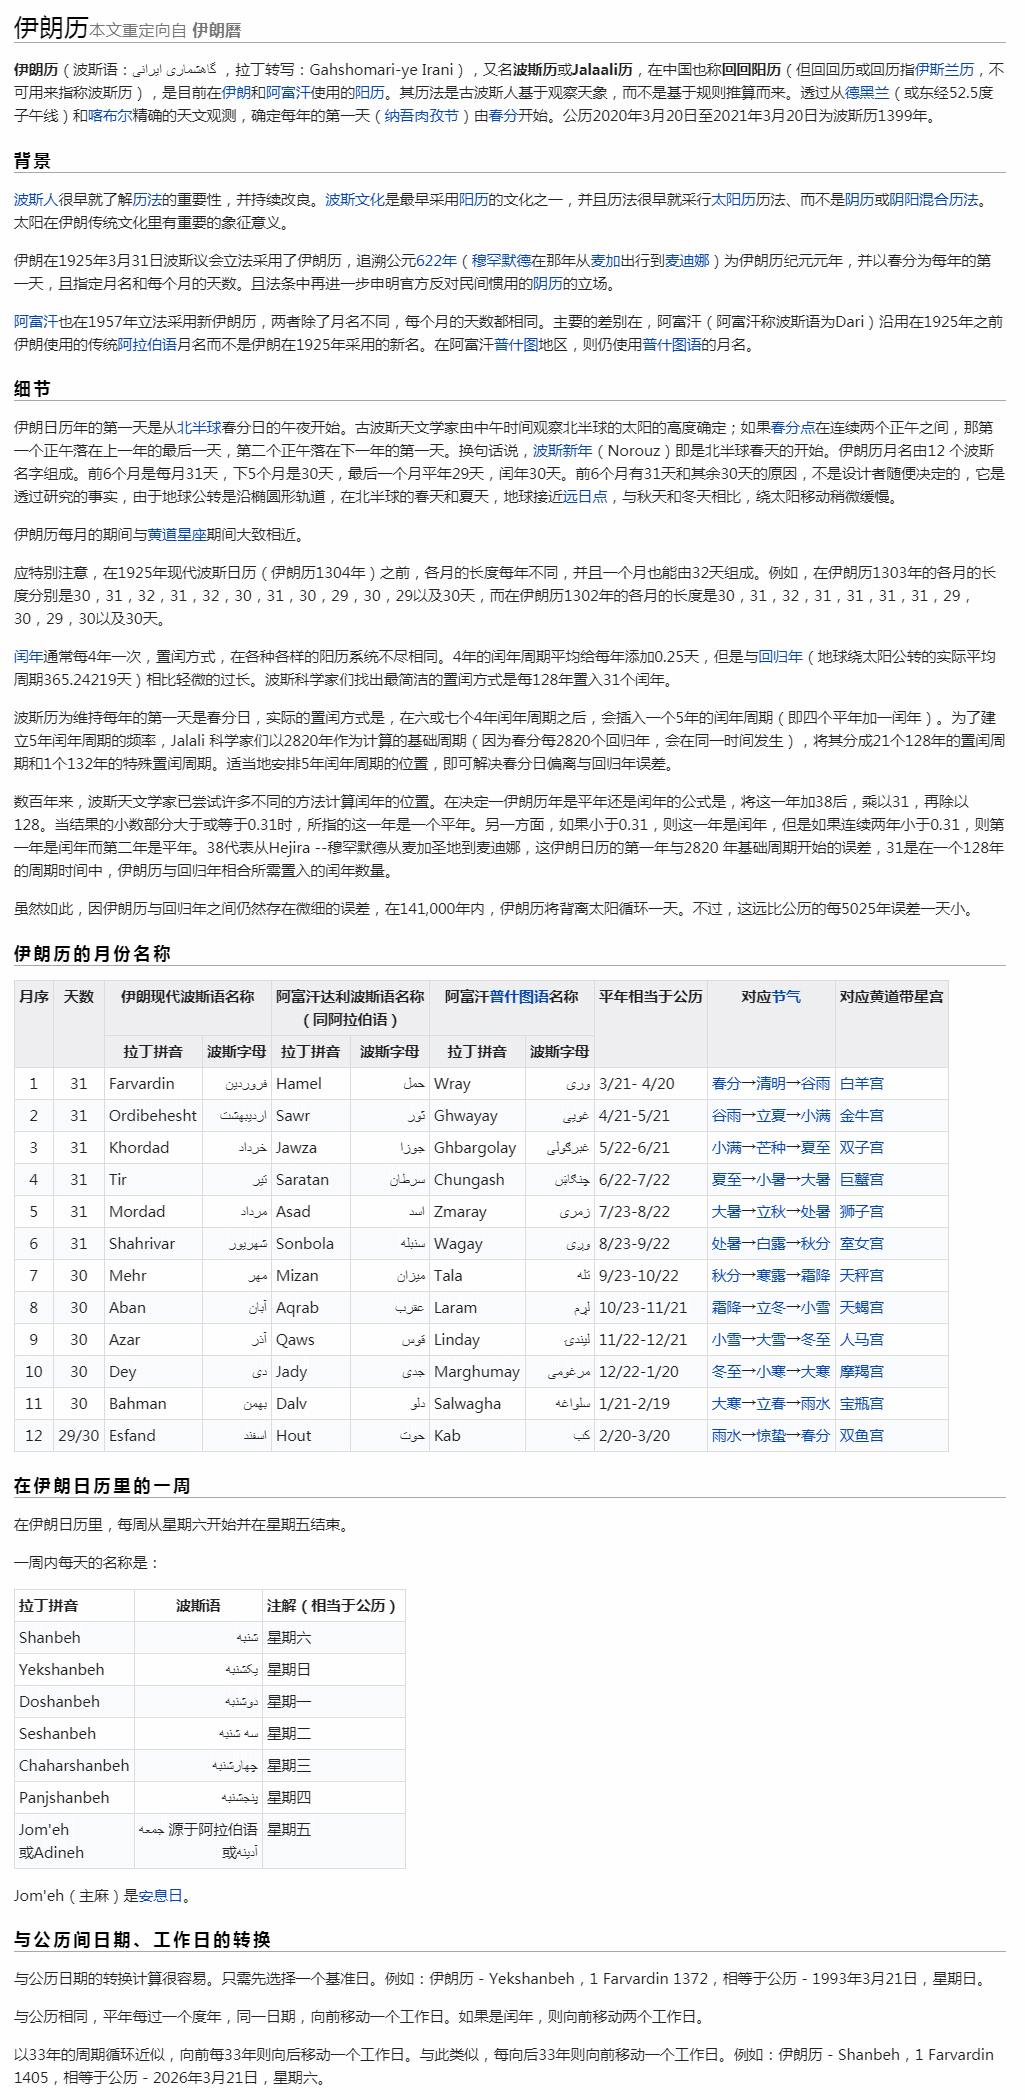 伊朗历本文重定向自 伊朗曆
伊朗历（波斯语：گاهشماری ایرانی ，拉丁转写：Gahshomari-ye Irani），又名波斯历或Jalaali历，在中国也称回回阳历（但回回历或回历指伊斯兰历，不
可用来指称波斯历），是目前在伊朗和阿富汗使用的阳历。其历法是古波斯人基于观察天象，而不是基于规则推算而来。透过从德黑兰（或东经52.5度
子午线）和喀布尔精确的天文观测，确定每年的第一天（纳吾肉孜节）由春分开始。公历2020年3月20日至2021年3月20日为波斯历1399年。
背景
波斯人很早就了解历法的重要性，并持续改良。波斯文化是最早采用阳历的文化之一，并且历法很早就采行太阳历历法、而不是阴历或阴阳混合历法。
太阳在伊朗传统文化里有重要的象征意义。
伊朗在1925年3月31日波斯议会立法采用了伊朗历，追溯公元622年（穆罕默德在那年从麦加出行到麦迪娜）为伊朗历纪元元年，并以春分为每年的第
一天，且指定月名和每个月的天数。且法条中再进一步申明官方反对民间惯用的阴历的立场。
阿富汗也在1957年立法采用新伊朗历，两者除了月名不同，每个月的天数都相同。主要的差别在，阿富汗（阿富汗称波斯语为Dari）沿用在1925年之前
伊朗使用的传统阿拉伯语月名而不是伊朗在1925年采用的新名。在阿富汗普什图地区，则仍使用普什图语的月名。
细节
伊朗日历年的第一天是从北半球春分日的午夜开始。古波斯天文学家由中午时间观察北半球的太阳的高度确定；如果春分点在连续两个正午之间，那第
一个正午落在上一年的最后一天，第二个正午落在下一年的第一天。换句话说，波斯新年（Norouz）即是北半球春天的开始。伊朗历月名由12 个波斯
名字组成。前6个月是每月31天，下5个月是30天，最后一个月平年29天，闰年30天。前6个月有31天和其余30天的原因，不是设计者随便决定的，它是
透过研究的事实，由于地球公转是沿椭圆形轨道，在北半球的春天和夏天，地球接近远日点，与秋天和冬天相比，绕太阳移动稍微缓慢。
伊朗历每月的期间与黄道星座期间大致相近。
应特别注意，在1925年现代波斯日历（伊朗历1304年）之前，各月的长度每年不同，并且一个月也能由32天组成。例如，在伊朗历1303年的各月的长
度分别是30，31，32，31，32，30，31，30，29，30，29以及30天，而在伊朗历1302年的各月的长度是30，31，32，31，31，31，31，29，
30，29，30以及30天。
闰年通常每4年一次，置闰方式，在各种各样的阳历系统不尽相同。4年的闰年周期平均给每年添加0.25天，但是与回归年（地球绕太阳公转的实际平均
周期365.24219天）相比轻微的过长。波斯科学家们找出最简洁的置闰方式是每128年置入31个闰年。
波斯历为维持每年的第一天是春分日，实际的置闰方式是，在六或七个4年闰年周期之后，会插入一个5年的闰年周期（即四个平年加一闰年）。为了建
立5年闰年周期的频率，Jalali 科学家们以2820年作为计算的基础周期（因为春分每2820个回归年，会在同一时间发生），将其分成21个128年的置闰周
期和1个132年的特殊置闰周期。适当地安排5年闰年周期的位置，即可解决春分日偏离与回归年误差。
数百年来，波斯天文学家已尝试许多不同的方法计算闰年的位置。在决定一伊朗历年是平年还是闰年的公式是，将这一年加38后，乘以31，再除以
128。当结果的小数部分大于或等于0.31时，所指的这一年是一个平年。另一方面，如果小于0.31，则这一年是闰年，但是如果连续两年小于0.31，则第
一年是闰年而第二年是平年。38代表从Hejira --穆罕默德从麦加圣地到麦迪娜，这伊朗日历的第一年与2820 年基础周期开始的误差，31是在一个128年
的周期时间中，伊朗历与回归年相合所需置入的闰年数量。
虽然如此，因伊朗历与回归年之间仍然存在微细的误差，在141,000年内，伊朗历将背离太阳循环一天。不过，这远比公历的每5025年误差一天小。
伊朗历的月份名称
月序 天数 伊朗现代波斯语名称 阿富汗达利波斯语名称 阿富汗普什图语名称 平年相当于公历 对应节气 对应黄道带星宫
（同阿拉伯语）
拉丁拼音 波斯字母 拉丁拼音 波斯字母 拉丁拼音 波斯字母
1 31 Farvardin فروردین Hamel حمل Wray وری 3/21- 4/20 春分→清明→谷雨 白羊宫
2 31 Ordibehesht اردیبهشت Sawr ثور Ghwayay غویی 4/21-5/21 谷雨→立夏→小满 金牛宫
3 31 Khordad خرداد Jawza جوزا Ghbargolay غبرګولی 5/22-6/21 小满→芒种→夏至 双子宫
4 31 Tir تیر Saratan سرطان Chungash چنګاښ 6/22-7/22 夏至→小暑→大暑 巨蟹宫
5 31 Mordad مرداد Asad اسد Zmaray زمری 7/23-8/22 大暑→立秋→处暑 狮子宫
6 31 Shahrivar شهریور Sonbola سنبله Wagay وږی 8/23-9/22 处暑→白露→秋分 室女宫
7 30 Mehr مهر Mizan میزان Tala تله 9/23-10/22 秋分→寒露→霜降 天秤宫
8 30 Aban آبان Aqrab عقرب Laram لړم 10/23-11/21 霜降→立冬→小雪 天蝎宫
9 30 Azar آذر Qaws قوس Linday لیندۍ 11/22-12/21 小雪→大雪→冬至 人马宫
10 30 Dey دی Jady جدی Marghumay مرغومی 12/22-1/20 冬至→小寒→大寒 摩羯宫
11 30 Bahman بهمن Dalv دلو Salwagha سلواغه 1/21-2/19 大寒→立春→雨水 宝瓶宫
12 29/30 Esfand اسفند Hout حوت Kab کب 2/20-3/20 雨水→惊蛰→春分 双鱼宫
在伊朗日历里的一周
在伊朗日历里，每周从星期六开始并在星期五结束。
一周内每天的名称是：
拉丁拼音 波斯语 注解（相当于公历）
Shanbeh شنبه 星期六
Yekshanbeh یکشنبه 星期日
Doshanbeh دوشنبه 星期一
Seshanbeh سه شنبه 星期二
Chaharshanbeh چهارشنبه 星期三
Panjshanbeh پنجشنبه 星期四
Jom'eh جمعه 源于阿拉伯语 星期五
或Adineh 或آدینه
Jom'eh（主麻）是安息日。
与公历间日期、工作日的转换
与公历日期的转换计算很容易。只需先选择一个基准日。例如：伊朗历 - Yekshanbeh，1 Farvardin 1372，相等于公历 - 1993年3月21日，星期日。
与公历相同，平年每过一个度年，同一日期，向前移动一个工作日。如果是闰年，则向前移动两个工作日。
以33年的周期循环近似，向前每33年则向后移动一个工作日。与此类似，每向后33年则向前移动一个工作日。例如：伊朗历 - Shanbeh，1 Farvardin
1405，相等于公历 - 2026年3月21日，星期六。